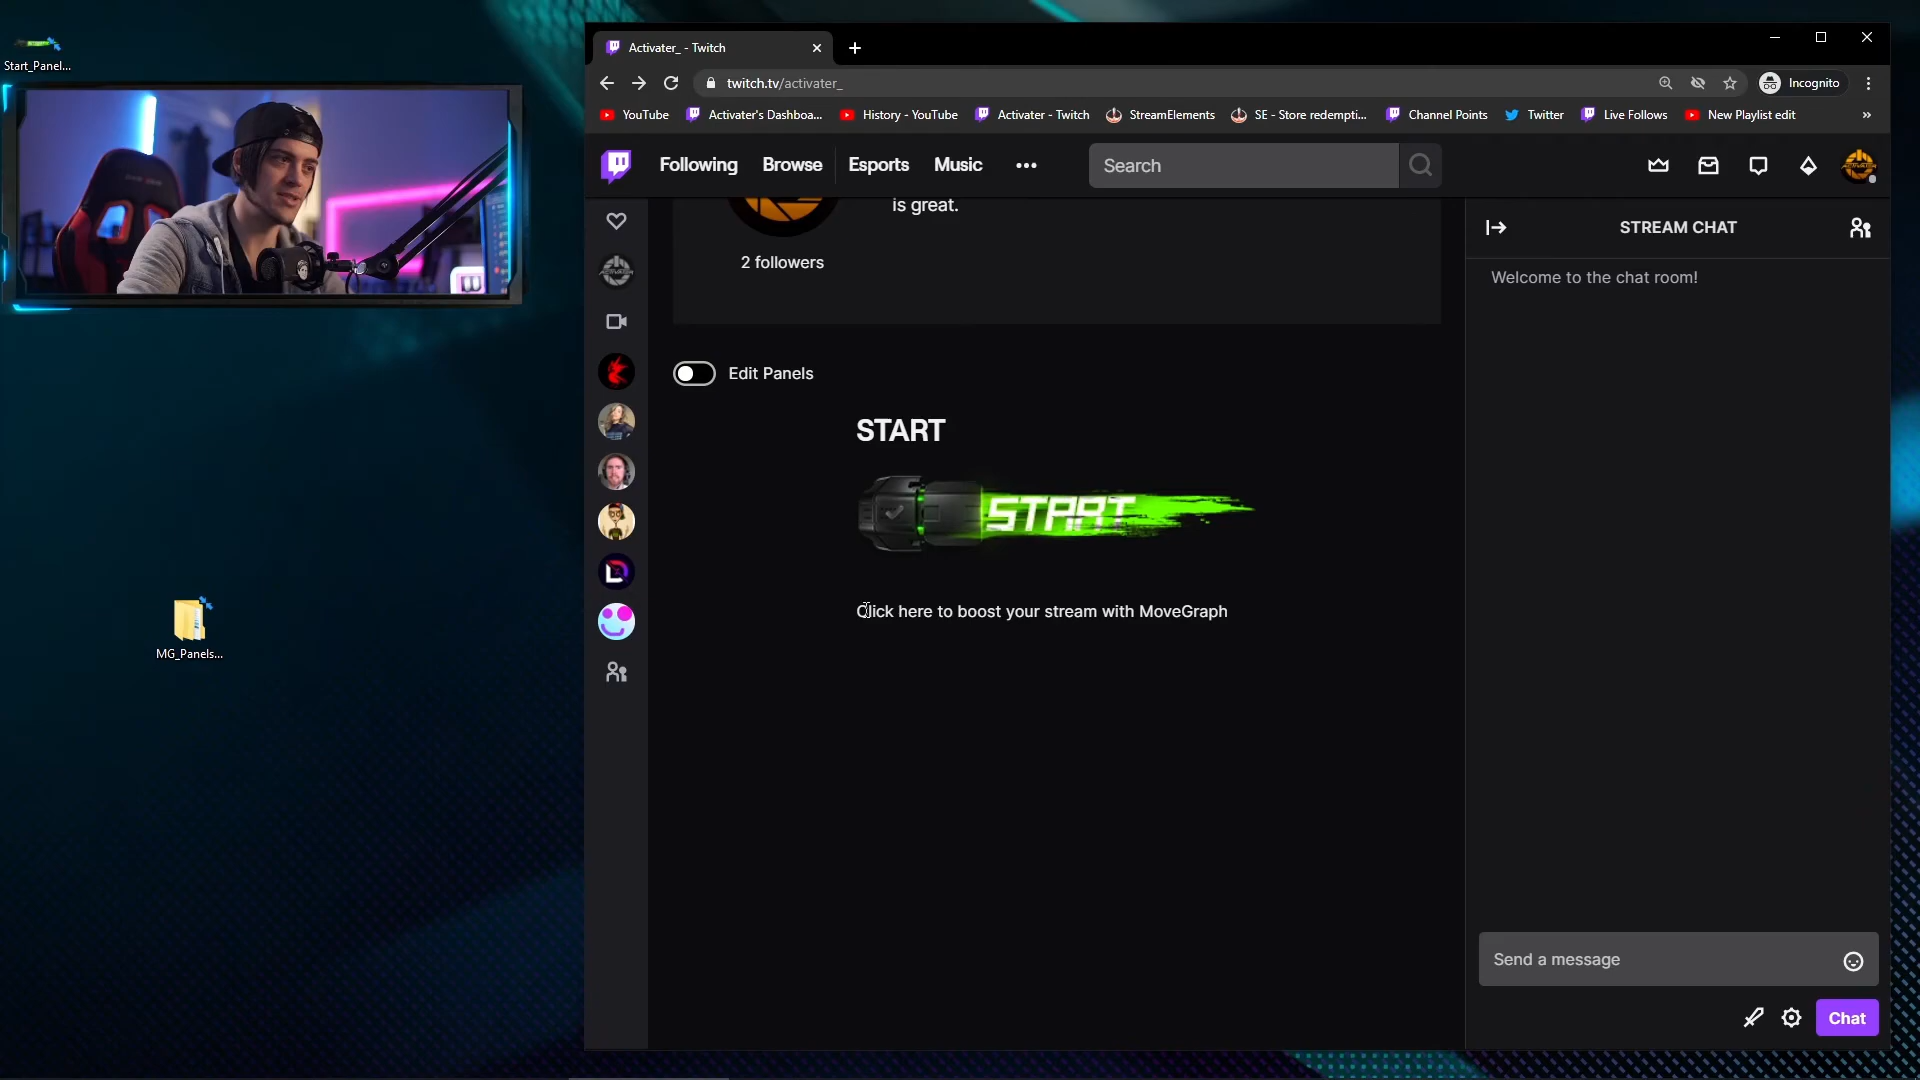 Start_Panel...
MG_Panels...
Activater_ - Twitch
twitch.tv/activater_
Incognito
YouTube
Activater's Dashboa...
History - YouTube
Activater - Twitch
StreamElements
SE - Store redempti...
Channel Points
Twitter
Live Follows
New Playlist edit
»
Following
Browse
Esports
Music
Search
is great.
2 followers
Edit Panels
START
START
Click here to boost your stream with MoveGraph
STREAM CHAT
Welcome to the chat room!
Send a message
Chat